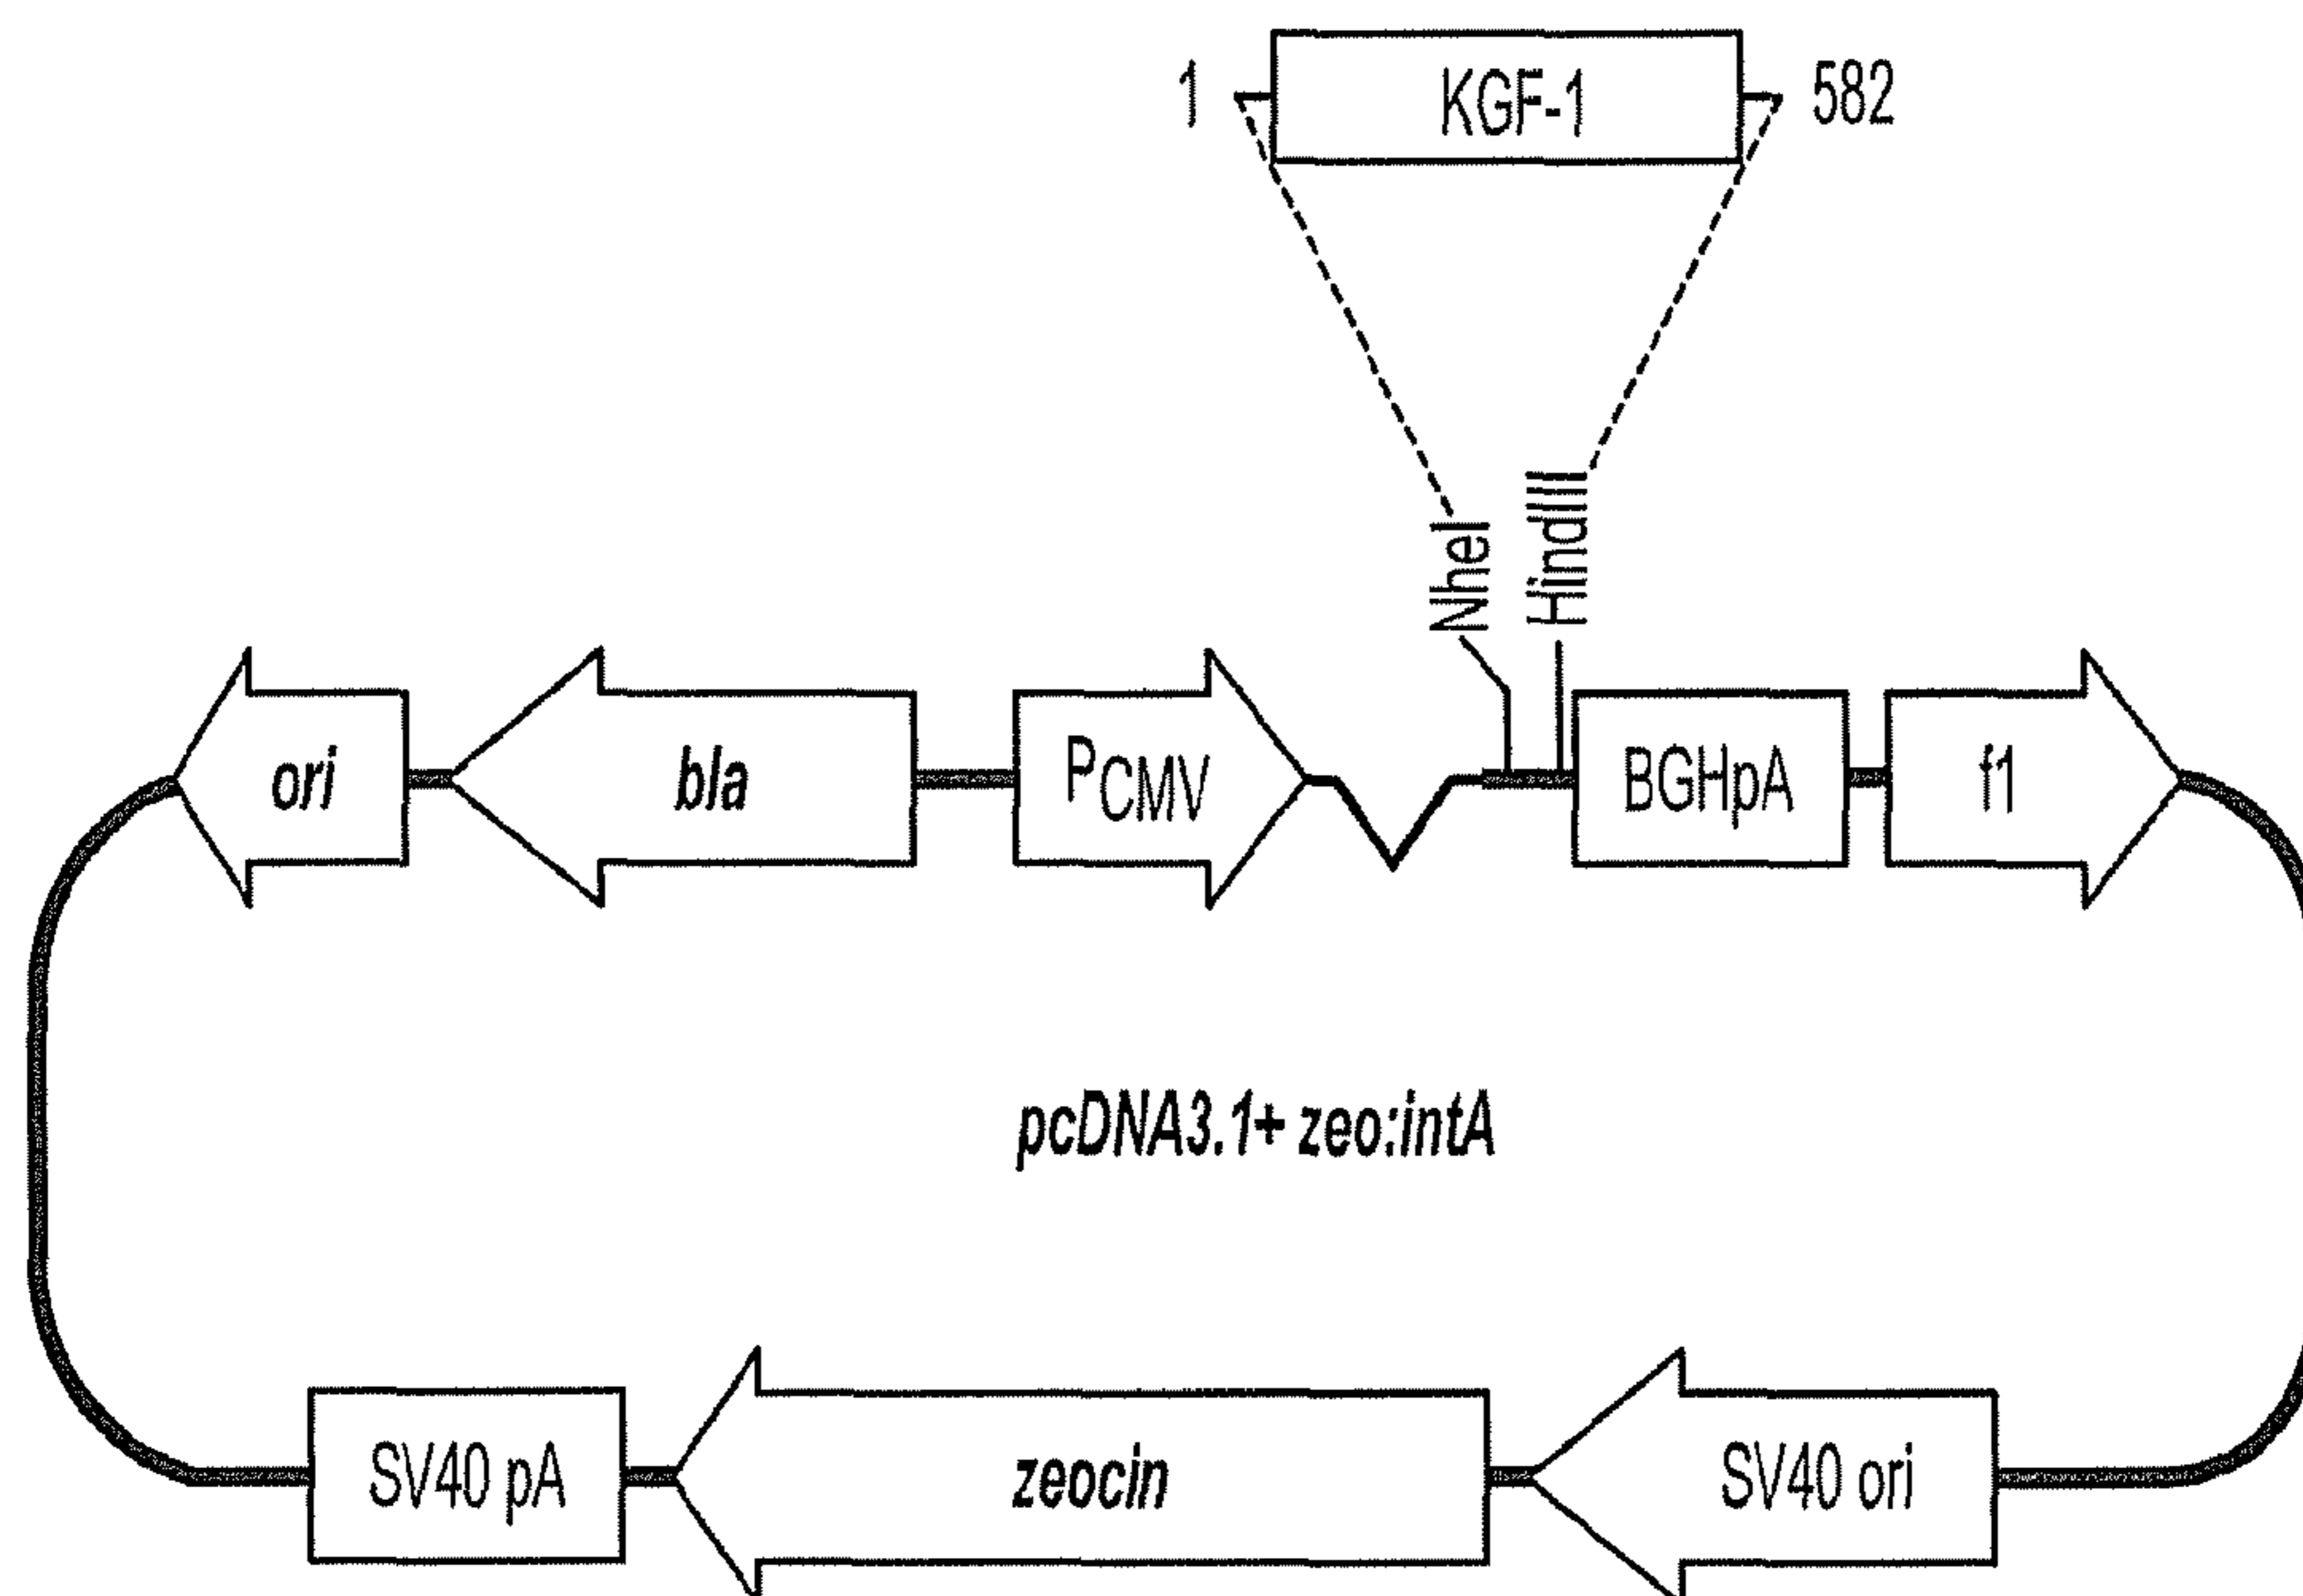 1
KGF-1
582
NheI
HindIII
ori
bla
PCMV
BGHpA
f1
pcDNA3.1+ zeo:intA
SV40 pA
zeocin
SV40 ori